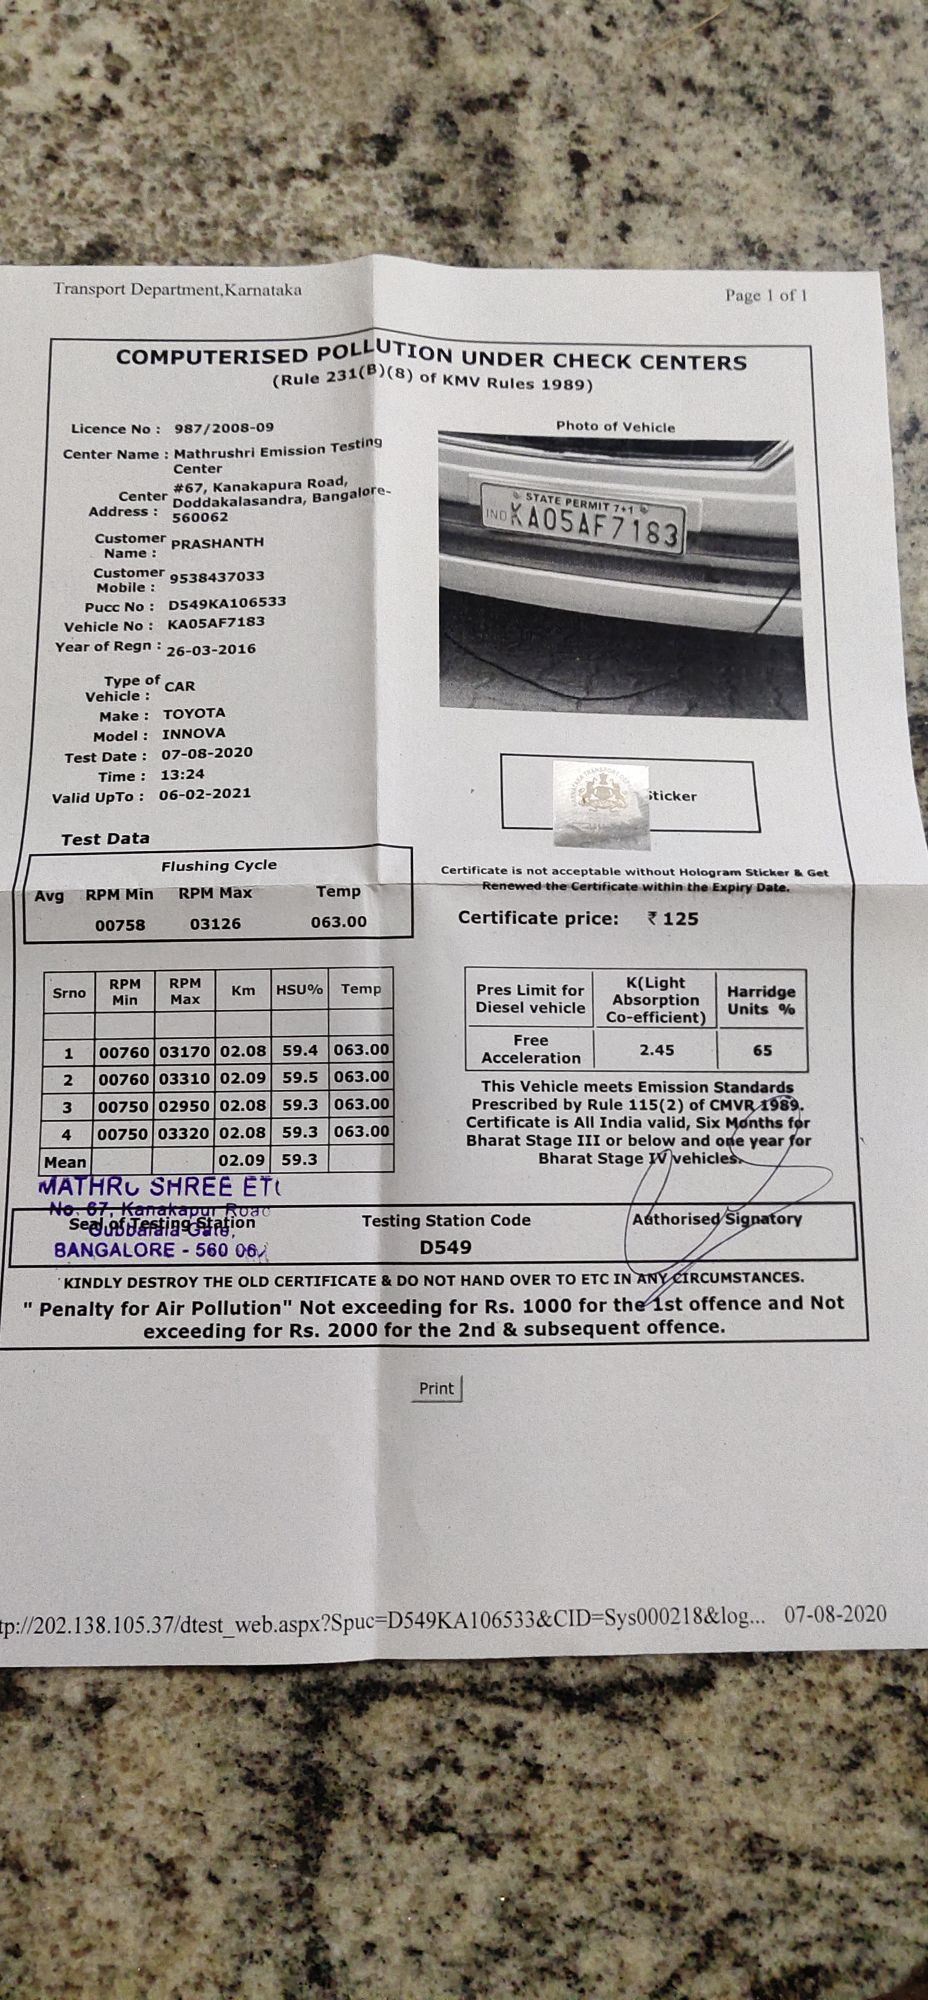 Transport Department,Karnataka
Page 1 of 1
COMPUTERISED POLLUTION UNDER CHECK CENTERS
(Rule 231(B)(8) of KMV Rules 1989)
Licence No : 987/2008-09
Center Name : Mathrushri Emission Testing
Center
Center Address : #67, Kanakapura Road,
Doddakalasandra, Bangalore-
560062
Customer Name : PRASHANTH
Customer Mobile : 9538437033
Pucc No : D549KA106533
Vehicle No : KA05AF7183
Year of Regn : 26-03-2016
Type of Vehicle : CAR
Make : TOYOTA
Model : INNOVA
Test Date : 07-08-2020
Time : 13:24
Valid UpTo : 06-02-2021
Photo of Vehicle
STATE PERMIT 7+1
IND KA05AF7183
Sticker
Certificate is not acceptable without Hologram Sticker & Get
Renewed the Certificate within the Expiry Date.
Certificate price: ₹ 125
Test Data
Flushing Cycle
Avg RPM Min RPM Max Temp
00758 03126 063.00
Srno RPM Min RPM Max Km HSU% Temp
1 00760 03170 02.08 59.4 063.00
2 00760 03310 02.09 59.5 063.00
3 00750 02950 02.08 59.3 063.00
4 00750 03320 02.08 59.3 063.00
Mean 02.09 59.3
Pres Limit for Diesel vehicle K(Light Absorption Co-efficient) Harridge Units %
Free Acceleration 2.45 65
This Vehicle meets Emission Standards
Prescribed by Rule 115(2) of CMVR 1989.
Certificate is All India valid, Six Months for
Bharat Stage III or below and one year for
Bharat Stage IV vehicles.
MATHRU SHREE ETC
No. 67, Kanakapur Road
Gubbalala Gate,
BANGALORE - 560 06
Seal of Testing Station
Testing Station Code
D549
Authorised Signatory
KINDLY DESTROY THE OLD CERTIFICATE & DO NOT HAND OVER TO ETC IN ANY CIRCUMSTANCES.
" Penalty for Air Pollution" Not exceeding for Rs. 1000 for the 1st offence and Not
exceeding for Rs. 2000 for the 2nd & subsequent offence.
Print
tp://202.138.105.37/dtest_web.aspx?Spuc=D549KA106533&CID=Sys000218&log... 07-08-2020